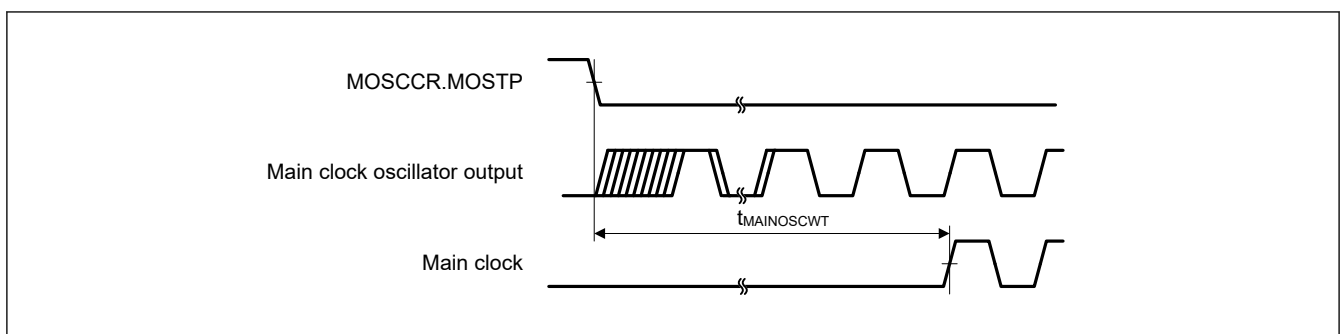 MOSCCR.MOSTP
Main clock oscillator output
tMAINOSCWT
Main clock